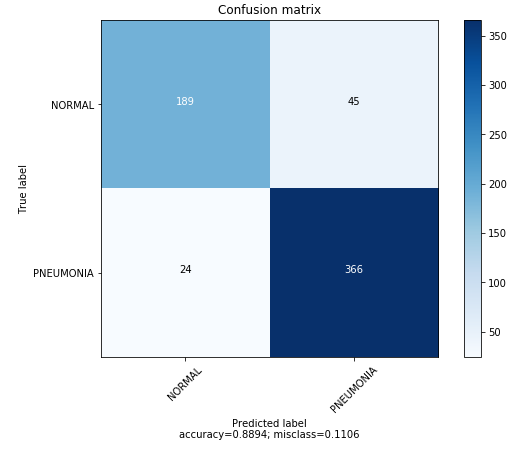 Confusion matrix
350
300
250
200
150
100
50
True label
NORMAL
189
45
PNEUMONIA
24
366
NORMAL
PNEUMONIA
Predicted label
accuracy=0.8894; misclass=0.1106